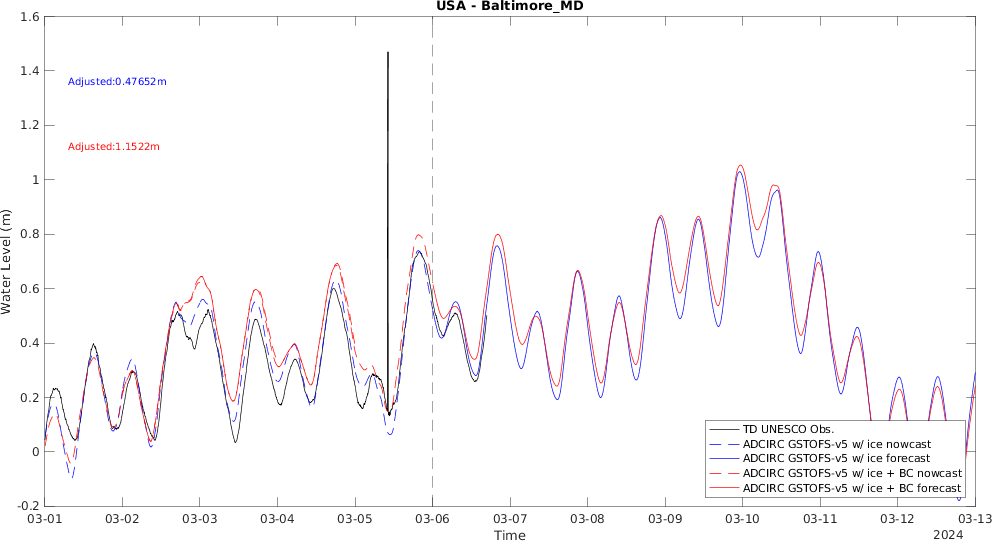 USA - Baltimore_MD
1.6
1.4
1.2
1
0.8
0.6
0.4
0.2
0
-0.2
Water Level (m)
Adjusted:0.47652m
Adjusted:1.1522m
TD UNESCO Obs.
ADCIRC GSTOFS-v5 w/ ice nowcast
ADCIRC GSTOFS-v5 w/ ice forecast
ADCIRC GSTOFS-v5 w/ ice + BC nowcast
ADCIRC GSTOFS-v5 w/ ice + BC forecast
03-01 03-02 03-03 03-04 03-05 03-06 03-07 03-08 03-09 03-10 03-11 03-12 03-13
Time
2024